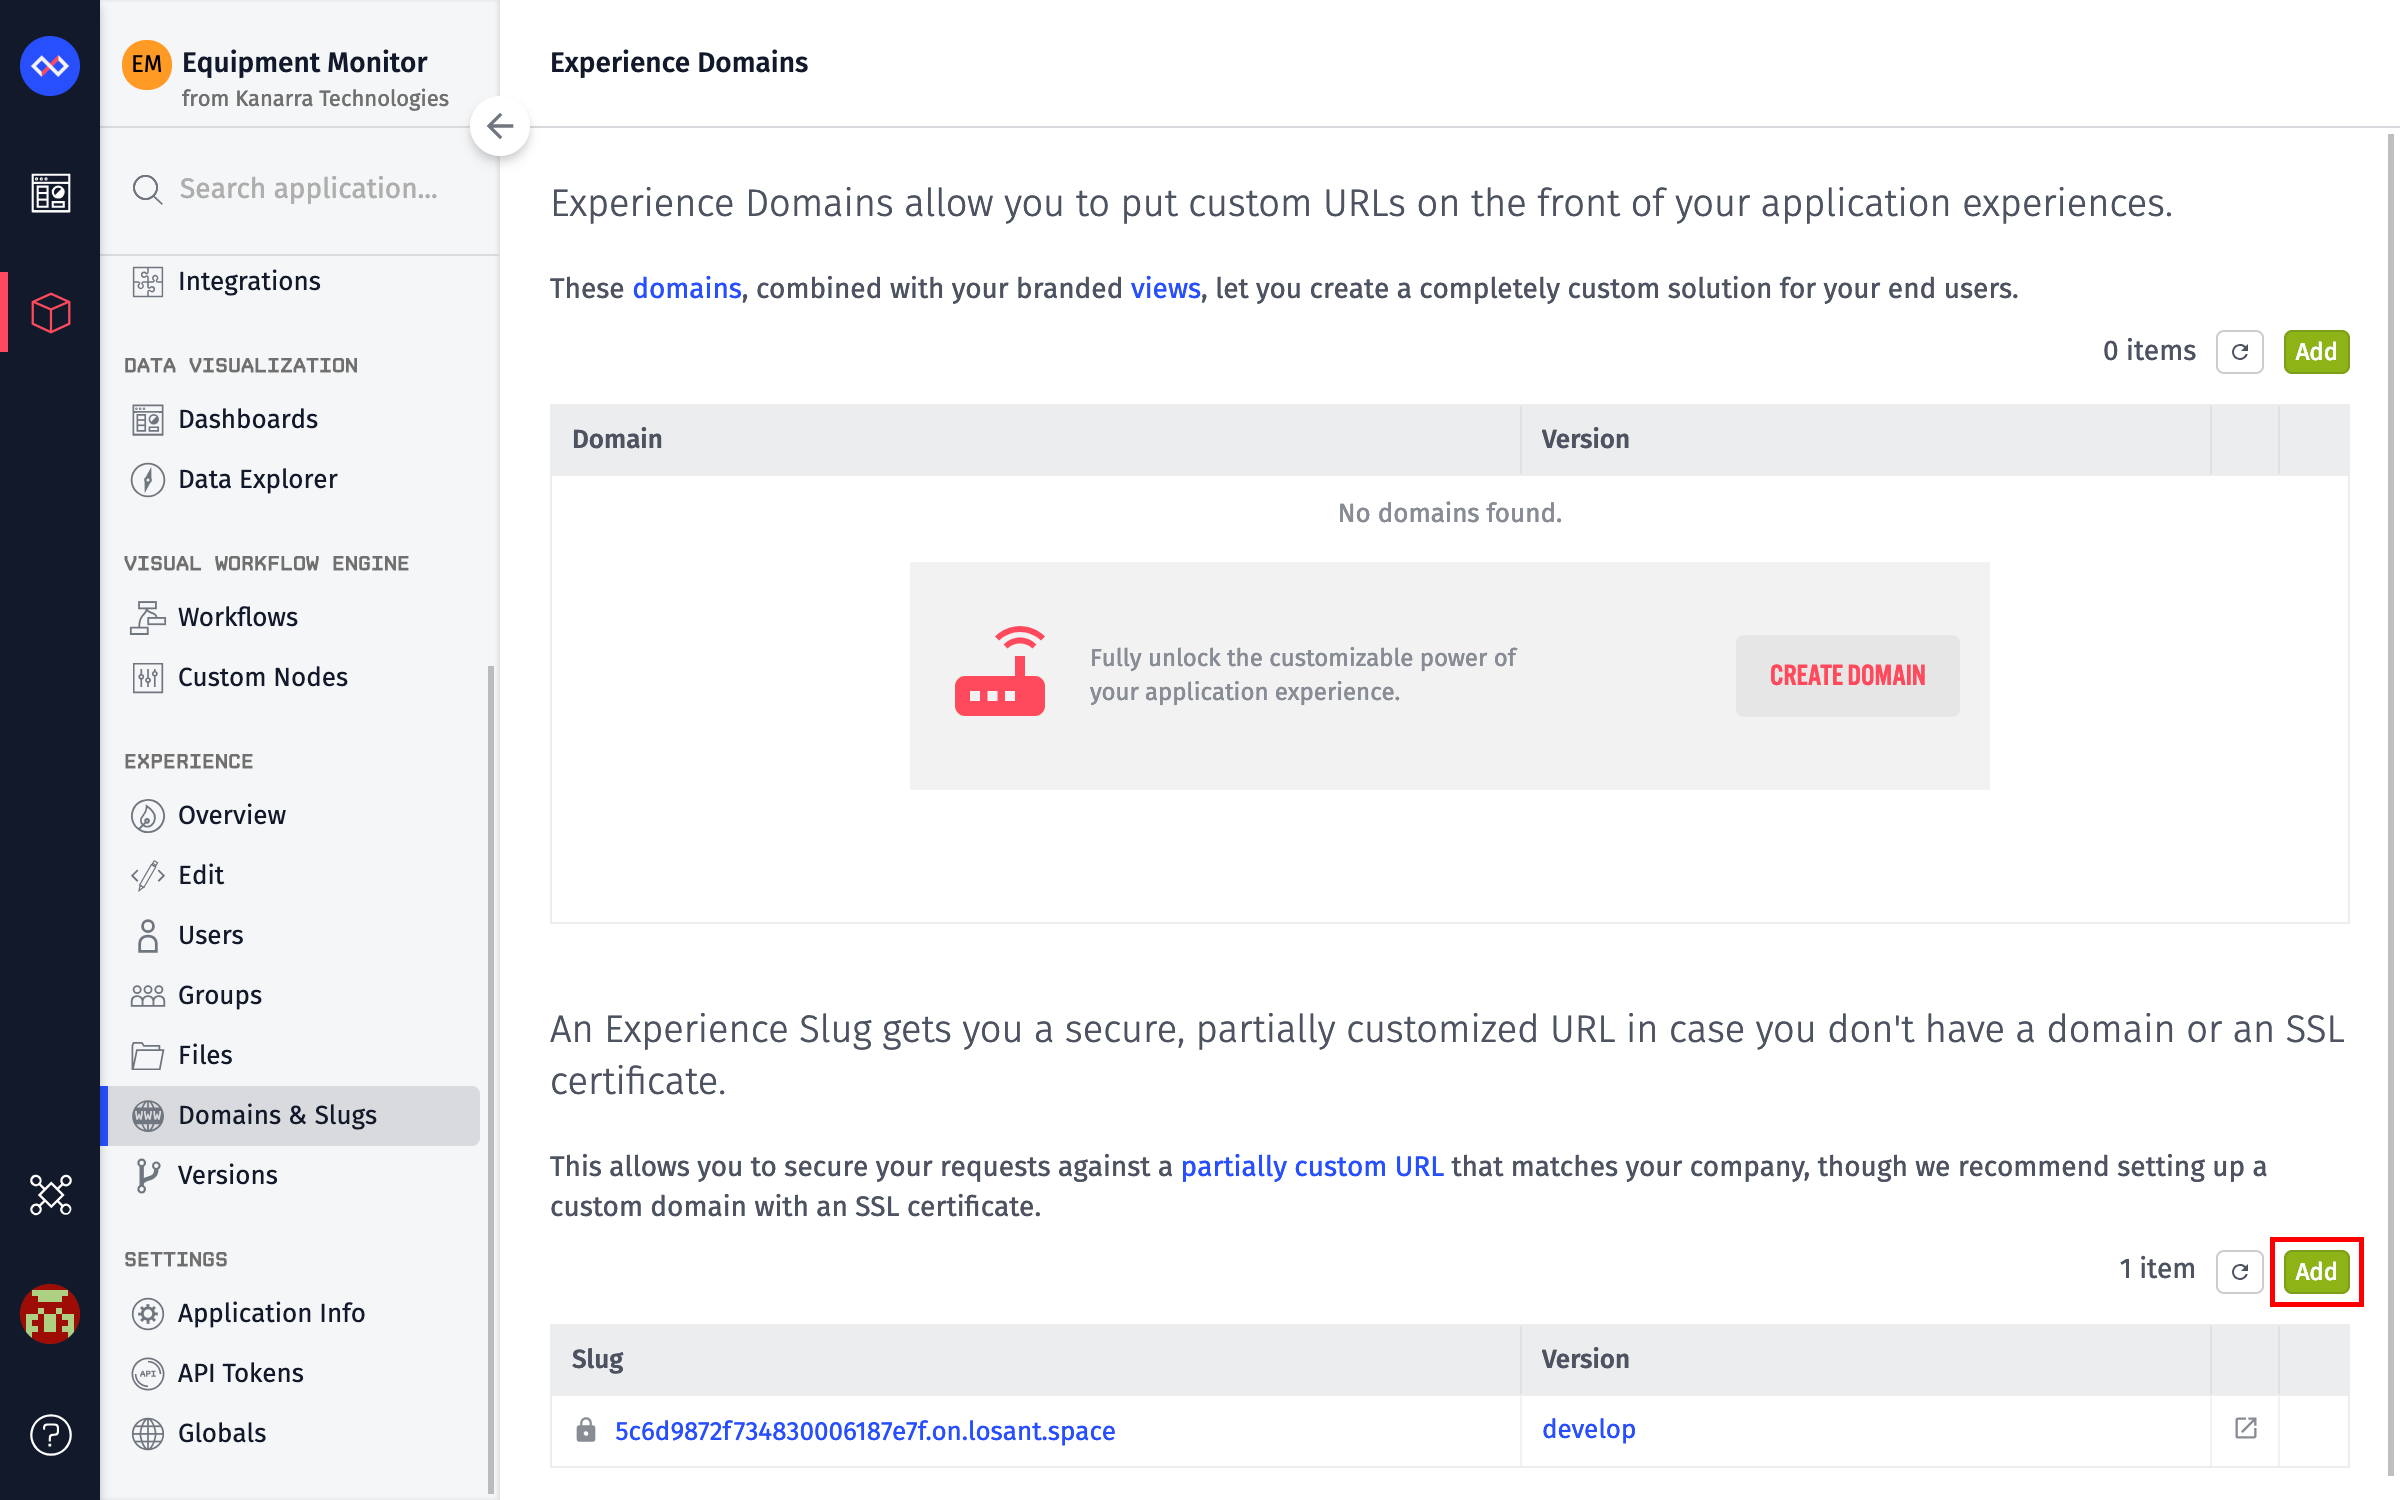 EM
Equipment Monitor
from Kanarra Technologies
Search application...
Integrations
DATA VISUALIZATION
Dashboards
Data Explorer
VISUAL WORKFLOW ENGINE
Workflows
Custom Nodes
EXPERIENCE
Overview
Edit
Users
Groups
Files
WWW
Domains & Slugs
Versions
SETTINGS
Application Info
API
API Tokens
Globals
?
Experience Domains
Experience Domains allow you to put custom URLs on the front of your application experiences.
These domains, combined with your branded views, let you create a completely custom solution for your end users.
0 items
Add
Domain
Version
No domains found.
Fully unlock the customizable power of
your application experience.
CREATE DOMAIN
An Experience Slug gets you a secure, partially customized URL in case you don't have a domain or an SSL
certificate.
This allows you to secure your requests against a partially custom URL that matches your company, though we recommend setting up a
custom domain with an SSL certificate.
1 item
Add
Slug
Version
5c6d9872f734830006187e7f.on.losant.space
develop